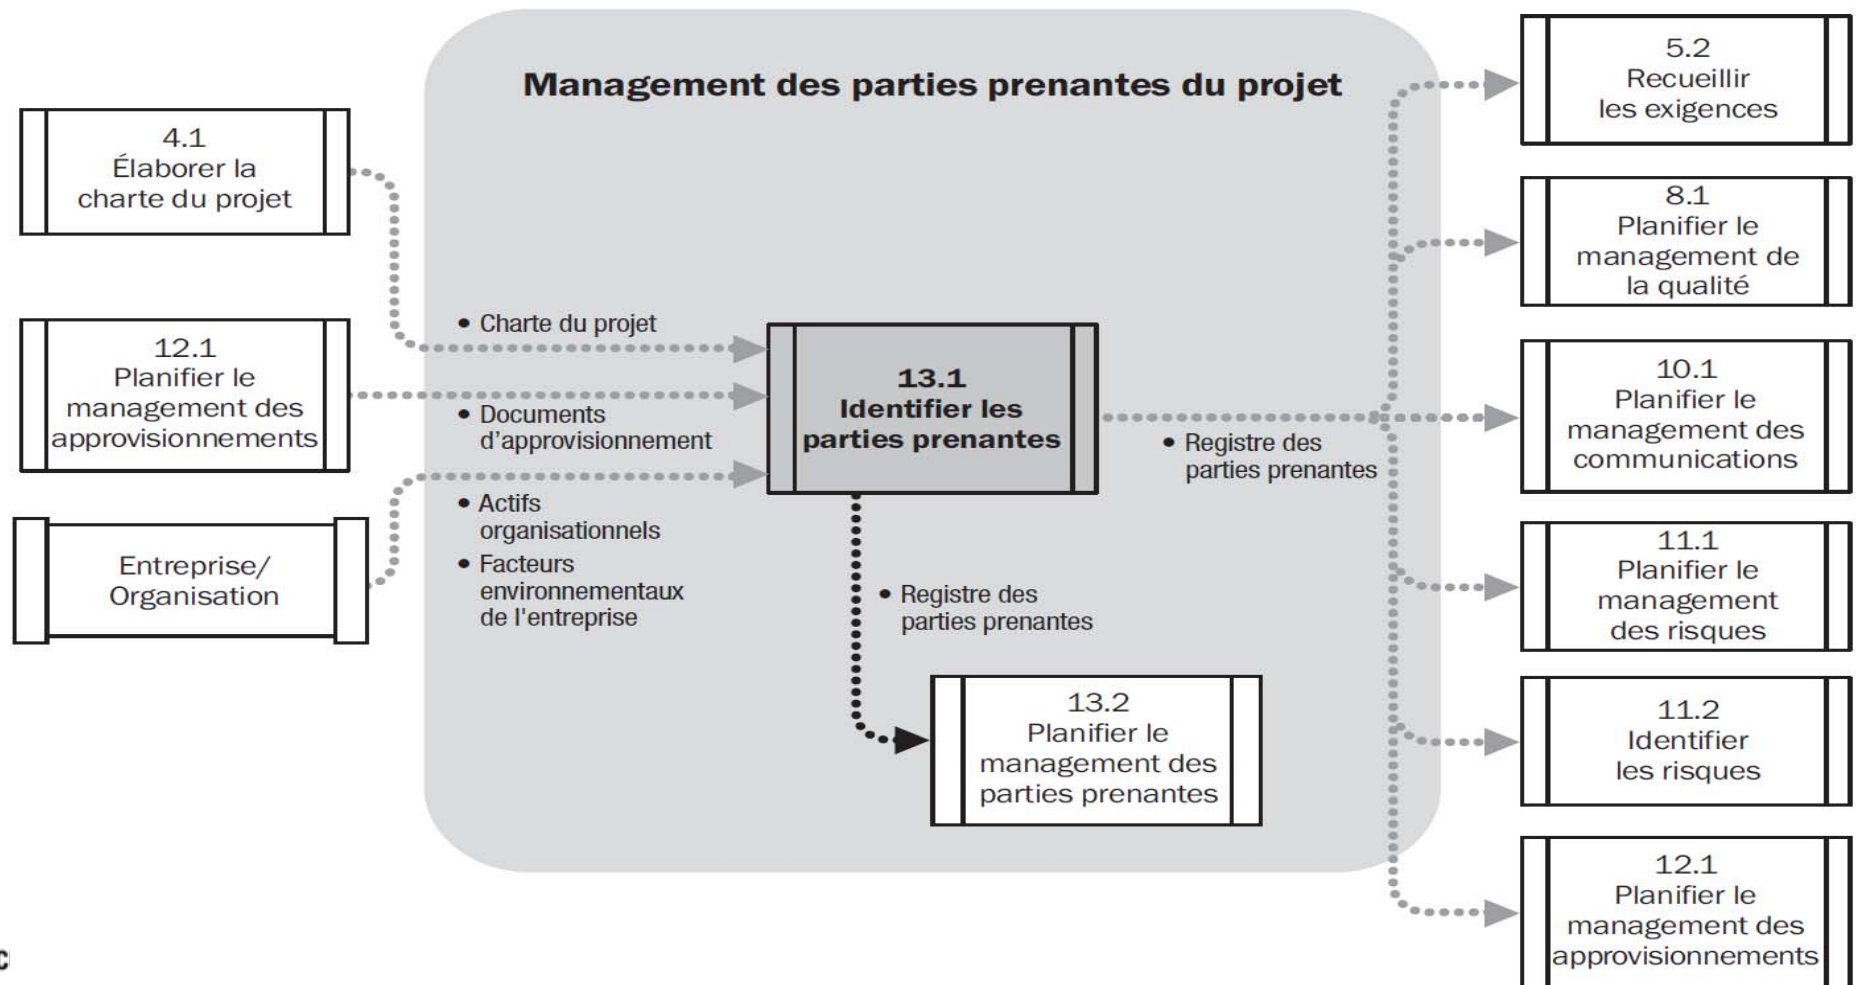 Management des parties prenantes du projet
4.1
Élaborer la
charte du projet
12.1
Planifier le
management des
approvisionnements
Entreprise/
Organisation
• Charte du projet
• Documents
d'approvisionnement
• Actifs
organisationnels
• Facteurs
environnementaux
de l'entreprise
13.1
Identifier les
parties prenantes
• Registre des
parties prenantes
13.2
Planifier le
management des
parties prenantes
• Registre des
parties prenantes
5.2
Recueillir
les exigences
8.1
Planifier le
management de
la qualité
10.1
Planifier le
management des
communications
11.1
Planifier le
management
des risques
11.2
Identifier
les risques
12.1
Planifier le
management des
approvisionnements